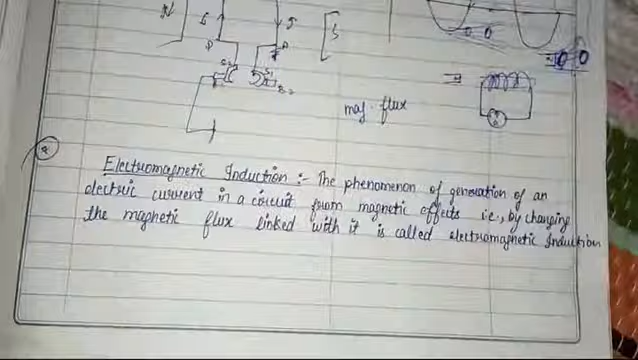 N
S
mag. flux
Electromagnetic Induction :- The phenomenon of generation of an
electric current in a circuit from magnetic effects i.e., by changing
the magnetic flux linked with it is called electromagnetic Induction